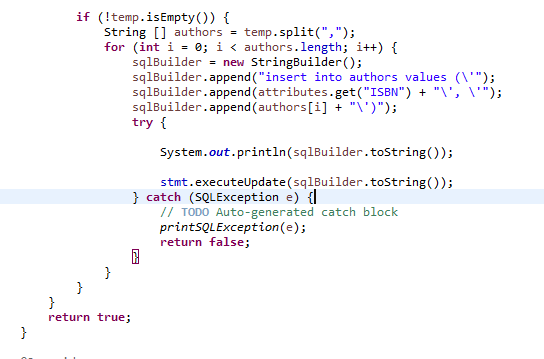 if (!temp.isEmpty()) {
String [] authors = temp.split(",");
for (int i = 0; i < authors.length; i++) {
sqlBuilder = new StringBuilder();
sqlBuilder.append("insert into authors values (\'");
sqlBuilder.append(attributes.get("ISBN") + "\', \'");
sqlBuilder.append(authors[i] + "\')");
try {
System.out.println(sqlBuilder.toString());
stmt.executeUpdate(sqlBuilder.toString());
} catch (SQLException e) {
// TODO Auto-generated catch block
printSQLException(e);
return false;
}
}
}
}
return true;
}